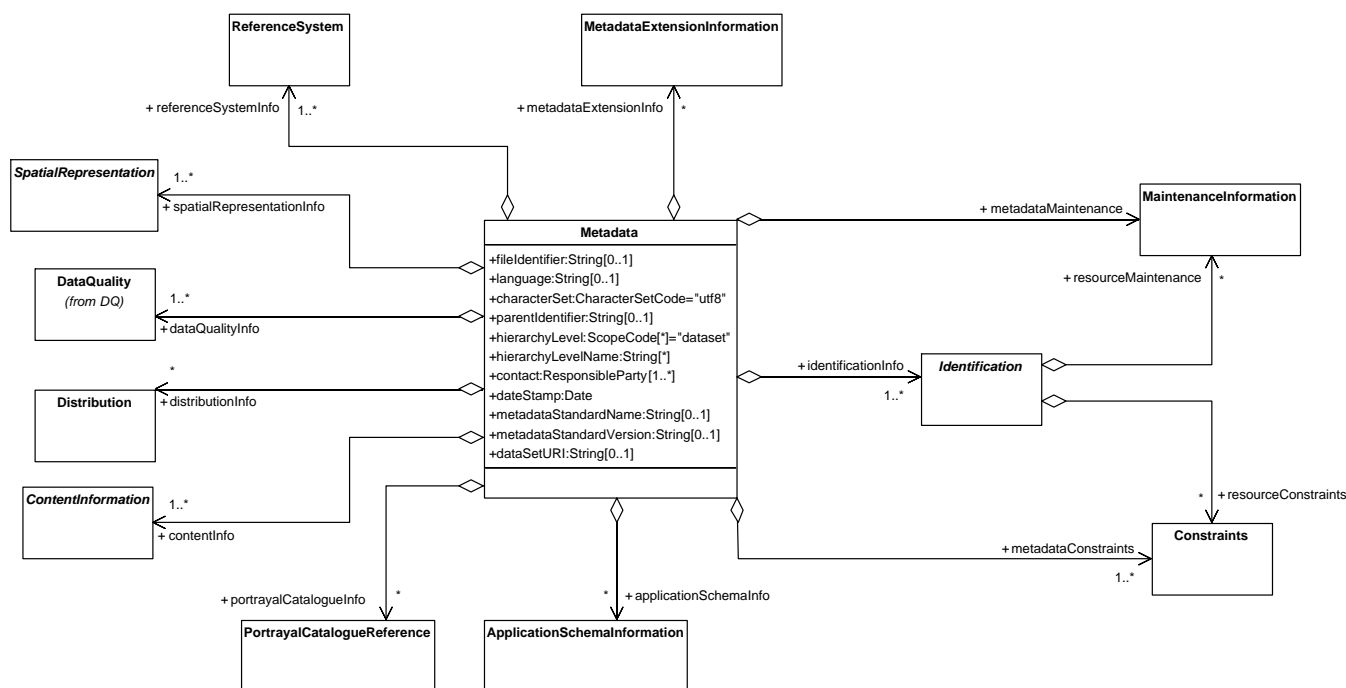 ReferenceSystem
MetadataExtensionInformation
+ referenceSystemInfo
1..*
+ metadataExtensionInfo
*
SpatialRepresentation
1..*
+ spatialRepresentationInfo
MaintenanceInformation
+ metadataMaintenance
+ resourceMaintenance
*
Metadata
+fileIdentifier:String[0..1]
+language:String[0..1]
+characterSet:CharacterSetCode="utf8"
+parentIdentifier:String[0..1]
+hierarchyLevel:ScopeCode[*]="dataset"
+hierarchyLevelName:String[*]
+contact:ResponsibleParty[1..*]
+dateStamp:Date
+metadataStandardName:String[0..1]
+metadataStandardVersion:String[0..1]
+dataSetURI:String[0..1]
DataQuality
(from DQ)
1..*
+ dataQualityInfo
*
Distribution
+ distributionInfo
+ identificationInfo
1..*
Identification
ContentInformation
1..*
+ contentInfo
*
+ resourceConstraints
Constraints
+ metadataConstraints
1..*
+ portrayalCatalogueInfo
*
PortrayalCatalogueReference
*
+ applicationSchemaInfo
ApplicationSchemaInformation